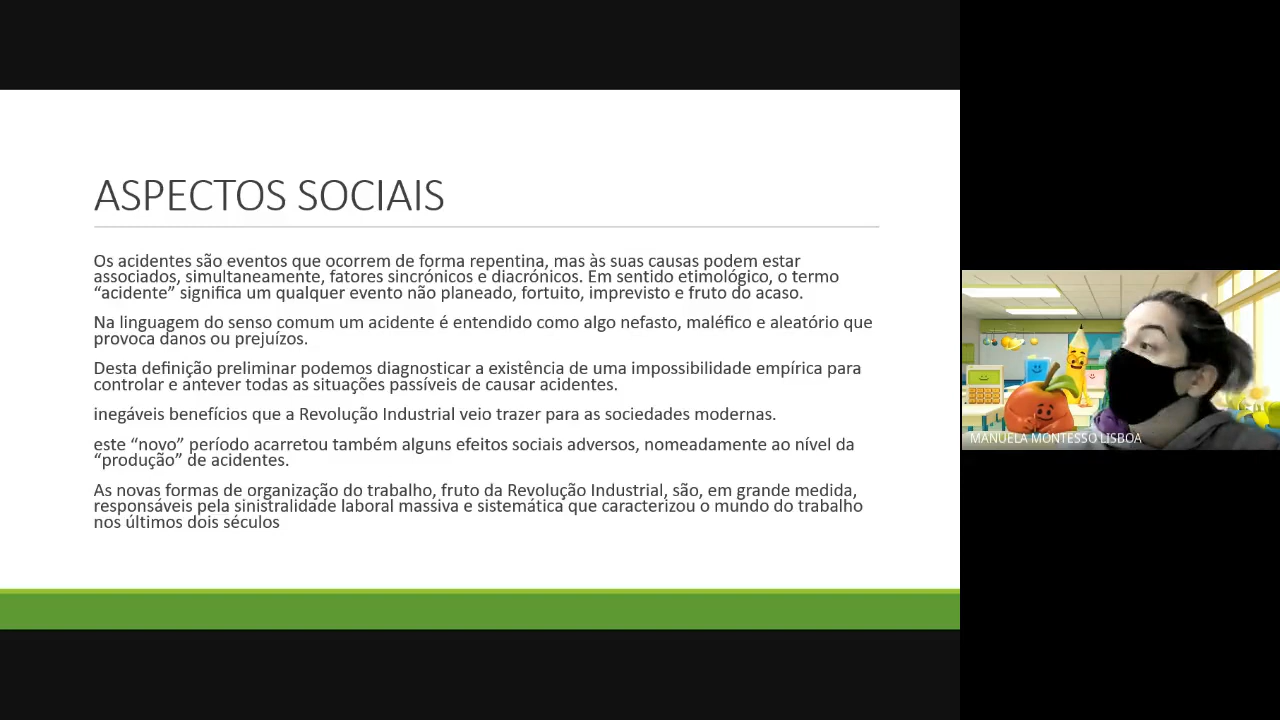 ASPECTOS SOCIAIS
Os acidentes são eventos que ocorrem de forma repentina, mas às suas causas podem estar
associados, simultaneamente, fatores sincrónicos e diacrónicos. Em sentido etimológico, o termo
“acidente” significa um qualquer evento não planeado, fortuito, imprevisto e fruto do acaso.
Na linguagem do senso comum um acidente é entendido como algo nefasto, maléfico e aleatório que
provoca danos ou prejuízos.
Desta definição preliminar podemos diagnosticar a existência de uma impossibilidade empírica para
controlar e antever todas as situações passíveis de causar acidentes.
inegáveis benefícios que a Revolução Industrial veio trazer para as sociedades modernas.
este “novo” período acarretou também alguns efeitos sociais adversos, nomeadamente ao nível da
“produção” de acidentes.
As novas formas de organização do trabalho, fruto da Revolução Industrial, são, em grande medida,
responsáveis pela sinistralidade laboral massiva e sistemática que caracterizou o mundo do trabalho
nos últimos dois séculos
MANUELA MONTESSO LISBOA